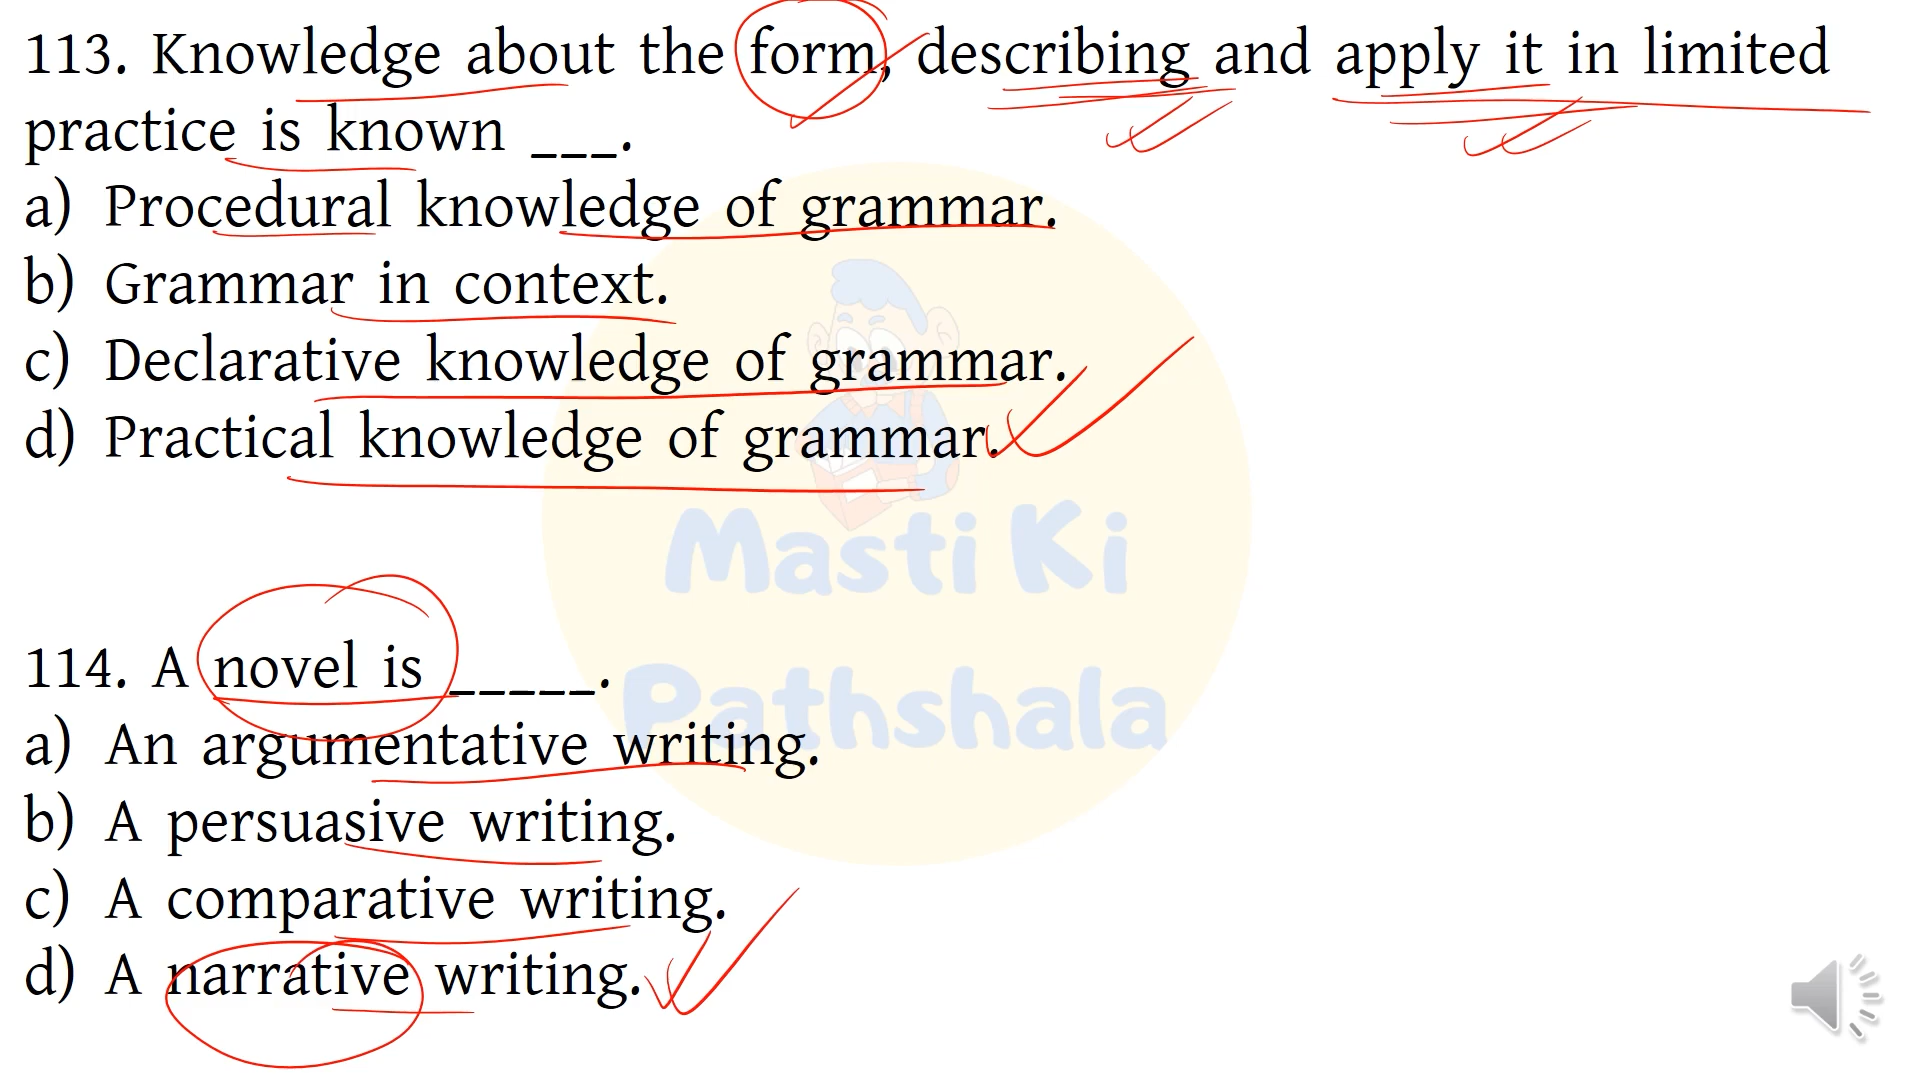 113. Knowledge about the form, describing and apply it in limited
practice is known ___.
a) Procedural knowledge of grammar.
b) Grammar in context.
c) Declarative knowledge of grammar.
d) Practical knowledge of grammar.
Masti Ki
Pathshala
114. A novel is _____.
a) An argumentative writing.
b) A persuasive writing.
c) A comparative writing.
d) A narrative writing.